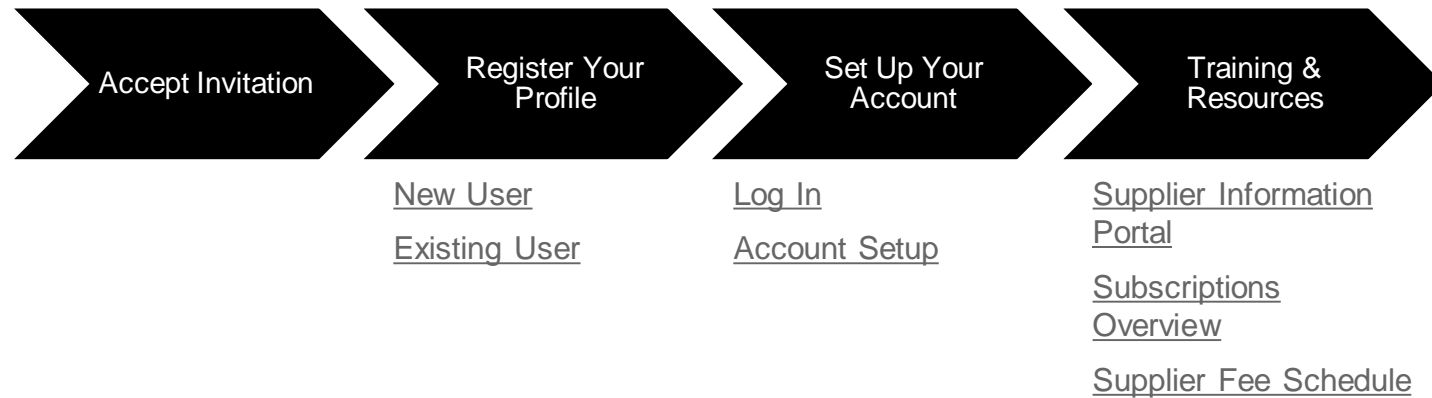 Accept Invitation
Register Your
Profile
Set Up Your
Account
Training &
Resources
New User
Existing User
Log In
Account Setup
Supplier Information
Portal
Subscriptions
Overview
Supplier Fee Schedule